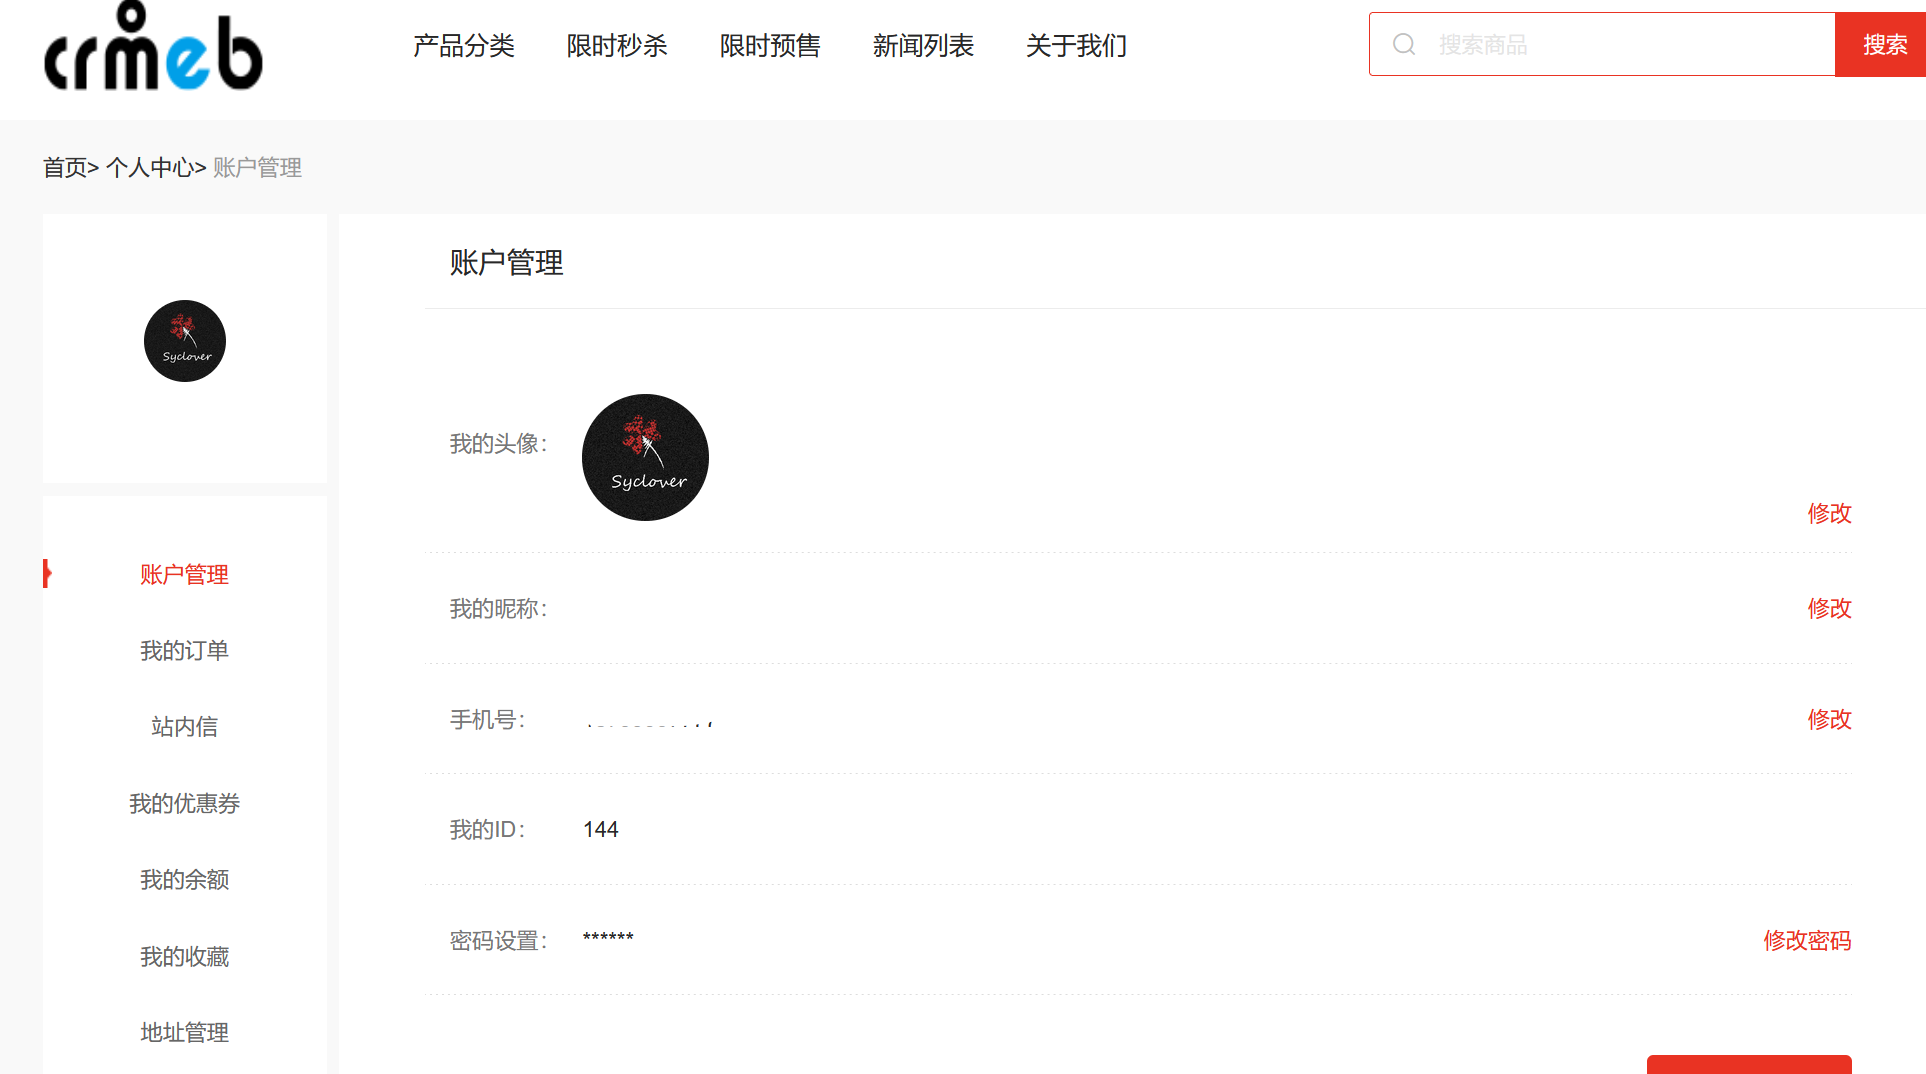 crmeb
产品分类 限时秒杀 限时预售 新闻列表 关于我们
搜索商品 搜索
首页> 个人中心> 账户管理
Syclover
账户管理
我的订单
站内信
我的优惠券
我的余额
我的收藏
地址管理
账户管理
我的头像：
Syclover
修改
我的昵称： 修改
手机号： 修改
我的ID： 144
密码设置： ****** 修改密码